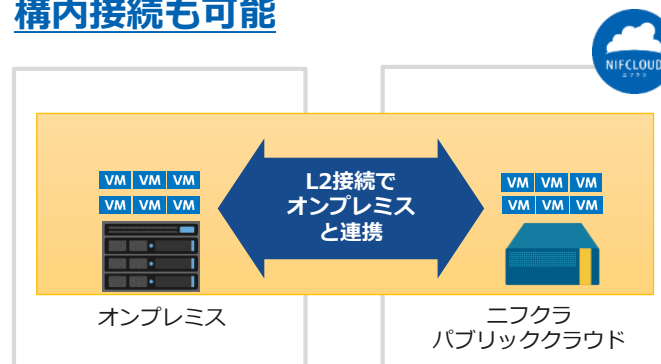 構内接続も可能
NIFCLOUD
ニフクラ
VM VM VM
VM VM VM
L2接続で
オンプレミス
と連携
VM VM VM
VM VM VM
オンプレミス
ニフクラ
パブリッククラウド